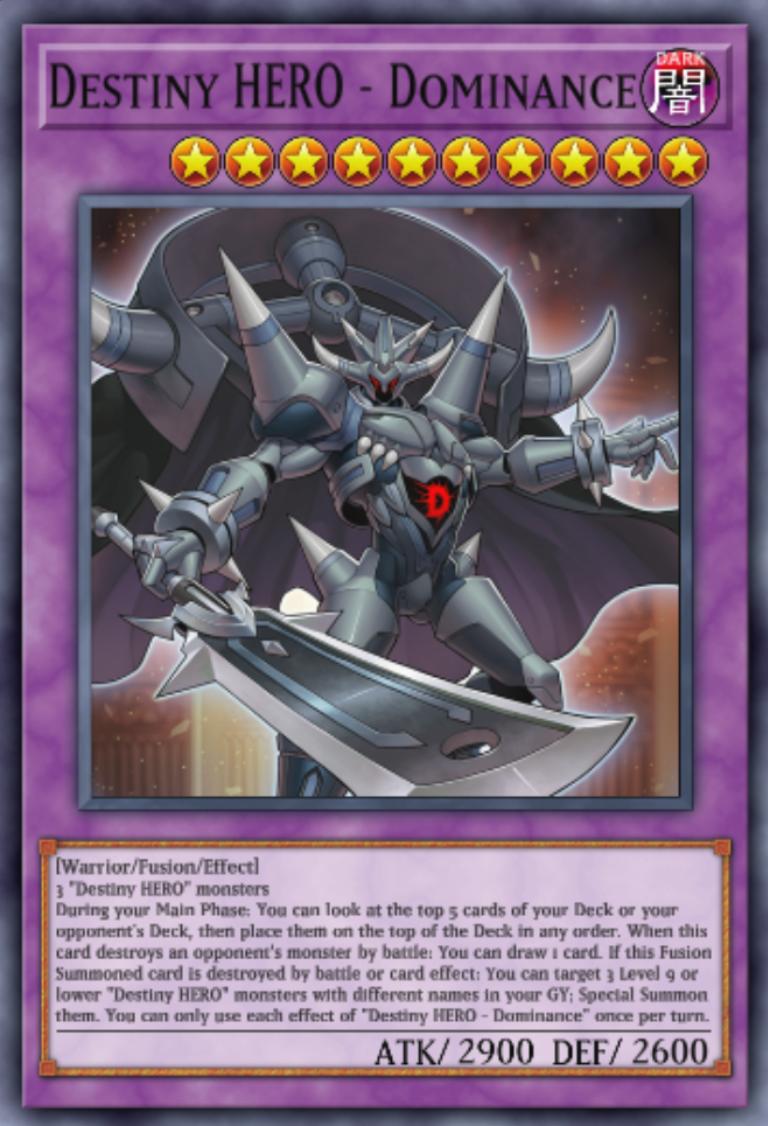 Destiny HERO - Dominance
DARK
闇
D
[Warrior/Fusion/Effect]
3 "Destiny HERO" monsters
During your Main Phase: You can look at the top 5 cards of your Deck or your
opponent's Deck, then place them on the top of the Deck in any order. When this
card destroys an opponent's monster by battle: You can draw 1 card. If this Fusion
Summoned card is destroyed by battle or card effect: You can target 3 Level 9 or
lower "Destiny HERO" monsters with different names in your GY; Special Summon
them. You can only use each effect of "Destiny HERO - Dominance" once per turn.
ATK/ 2900 DEF/ 2600